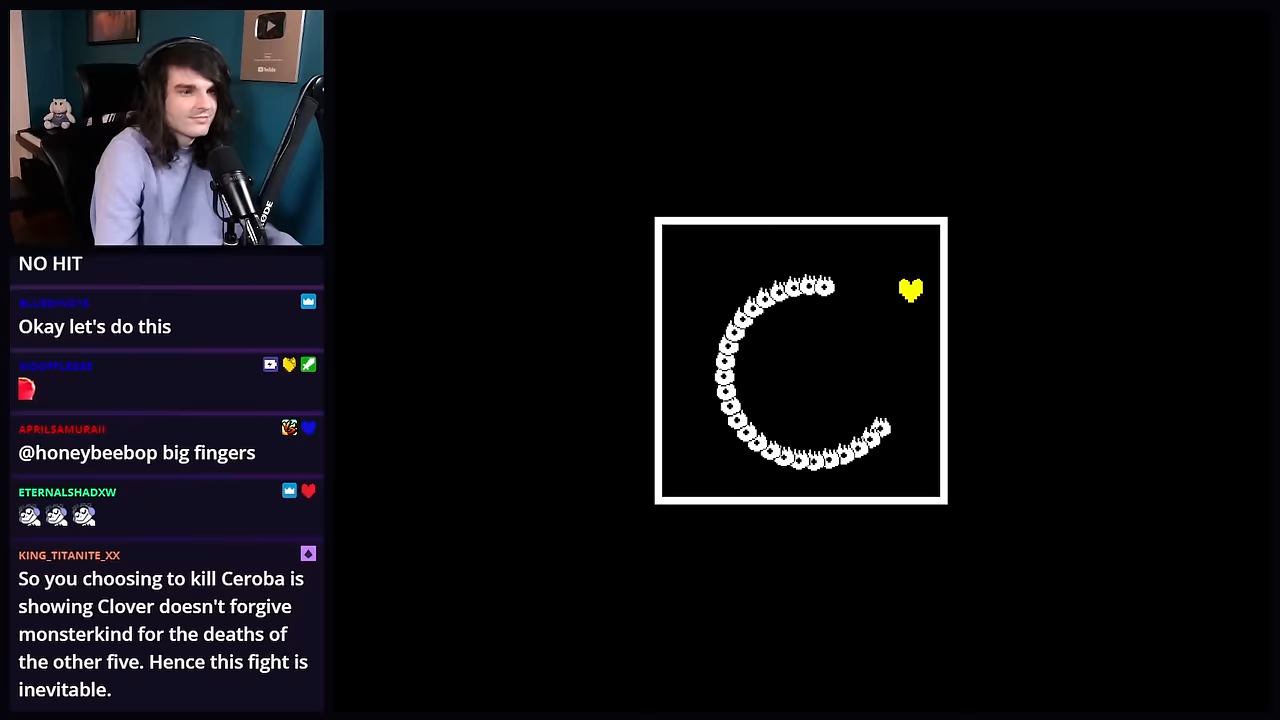 RØDE
NO HIT
Okay let's do this
APRILSAMURAII
@honeybeebop big fingers
ETERNALSHADXW
KING_TITANITE_XX
So you choosing to kill Ceroba is
showing Clover doesn't forgive
monsterkind for the deaths of
the other five. Hence this fight is
inevitable.